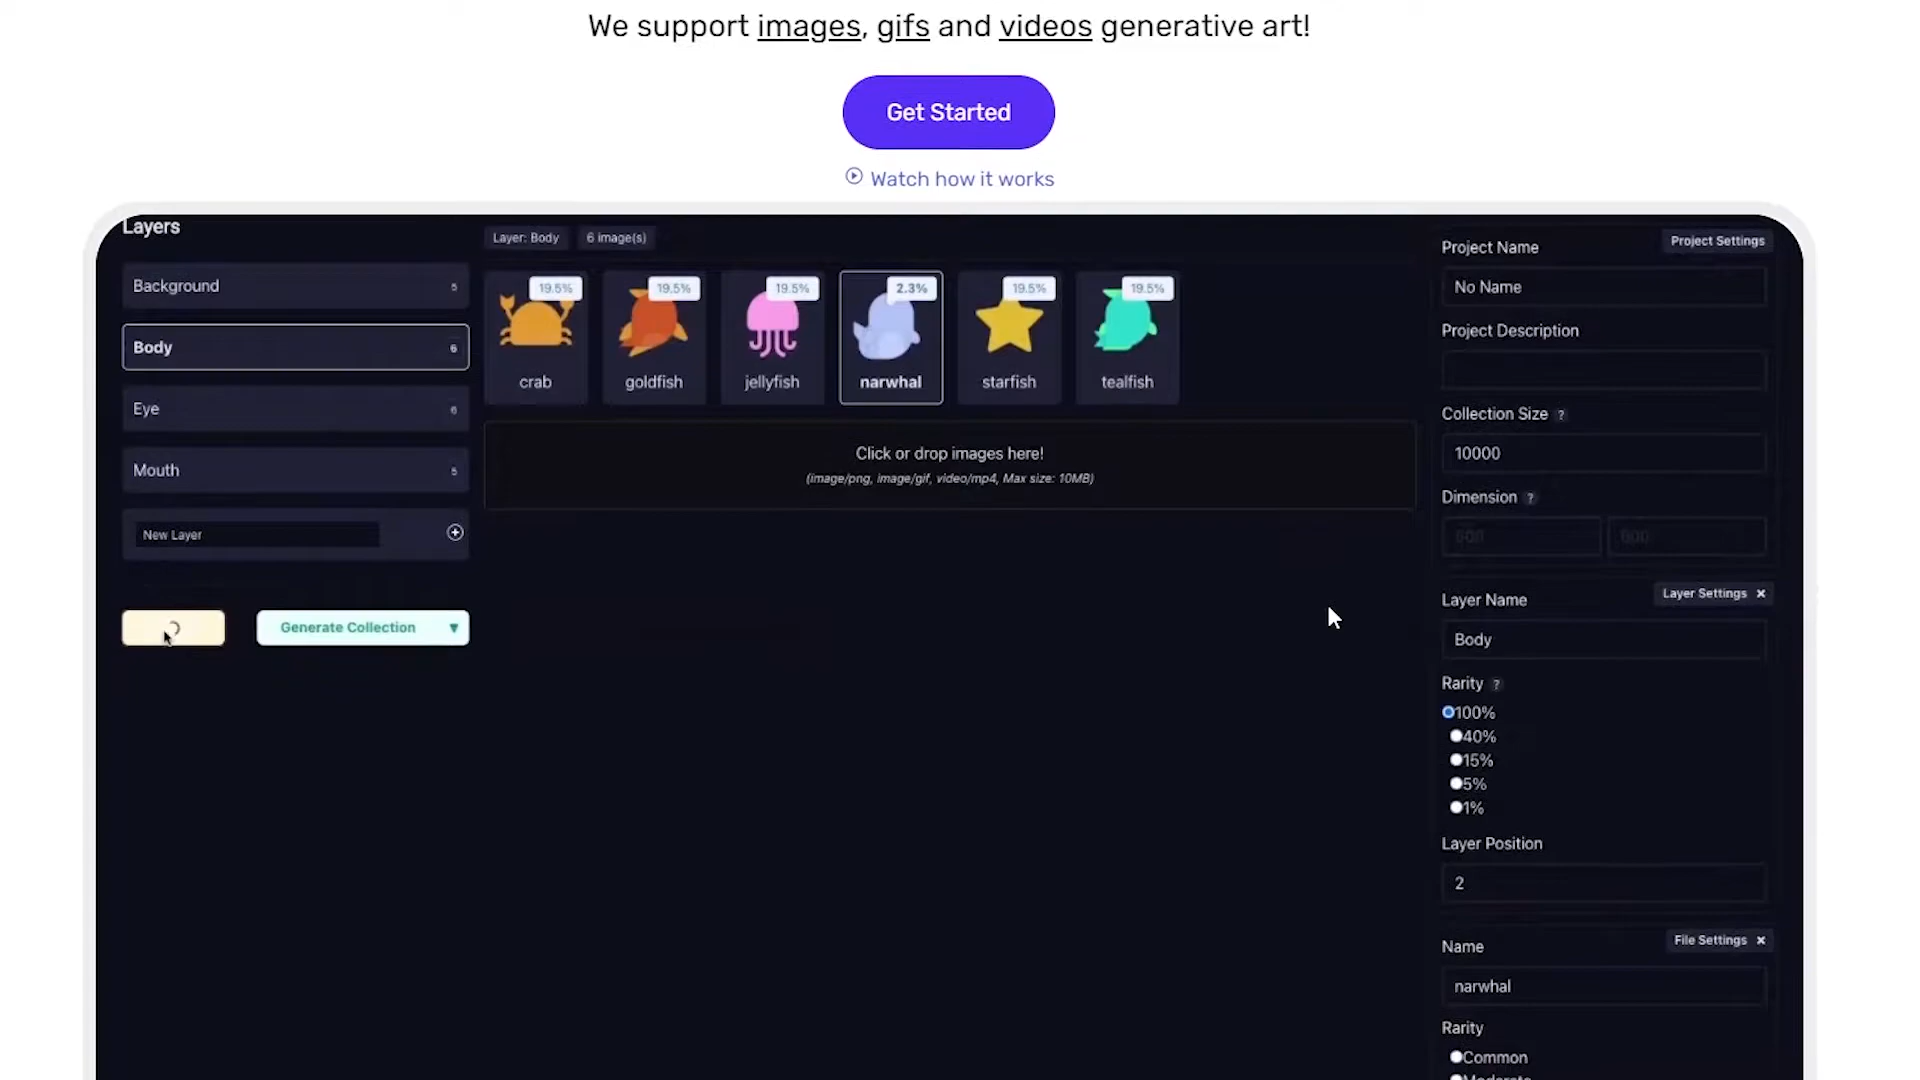 We support images, gifs and videos generative art!
Get Started
Watch how it works
Layers
Background 5
Body 6
Eye 6
Mouth 5
New Layer
Generate Collection ▼
Layer: Body 6 image(s)
19.5% 19.5% 19.5% 2.3% 19.5% 19.5%
crab goldfish jellyfish narwhal starfish tealfish
Click or drop images here!
(image/png, image/gif, video/mp4, Max size: 10MB)
Project Name Project Settings
No Name
Project Description
Collection Size ?
10000
Dimension ?
600 600
Layer Name Layer Settings ×
Body
Rarity ?
100%
40%
15%
5%
1%
Layer Position
2
Name File Settings ×
narwhal
Rarity
Common